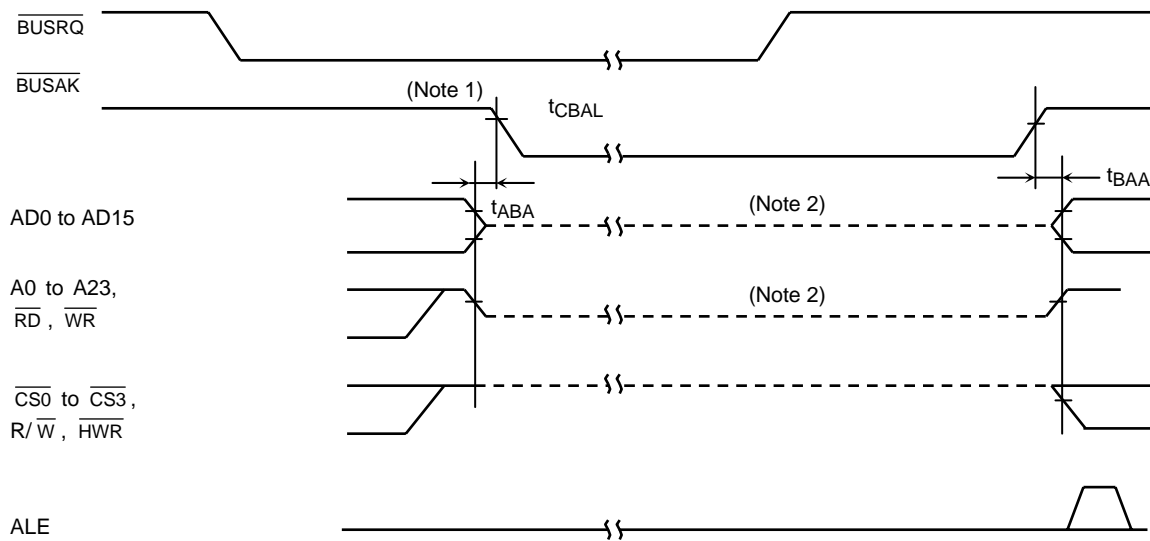 BUSRQ
BUSAK
(Note 1)
tCBAL
tBAA
tABA
AD0 to AD15
(Note 2)
A0 to A23,
RD , WR
(Note 2)
CS0 to CS3 ,
R/ W , HWR
ALE